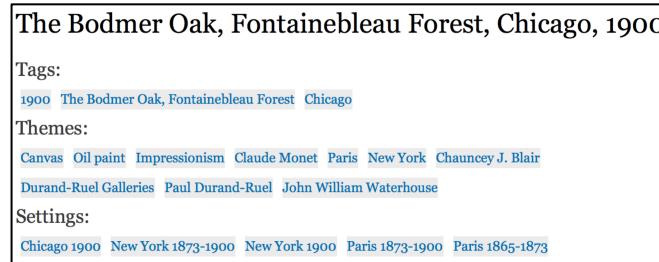 The Bodmer Oak, Fontainebleau Forest, Chicago, 1900
Tags:
1900 The Bodmer Oak, Fontainebleau Forest Chicago
Themes:
Canvas Oil paint Impressionism Claude Monet Paris New York Chauncey J. Blair
Durand-Ruel Galleries Paul Durand-Ruel John William Waterhouse
Settings:
Chicago 1900 New York 1873-1900 New York 1900 Paris 1873-1900 Paris 1865-1873